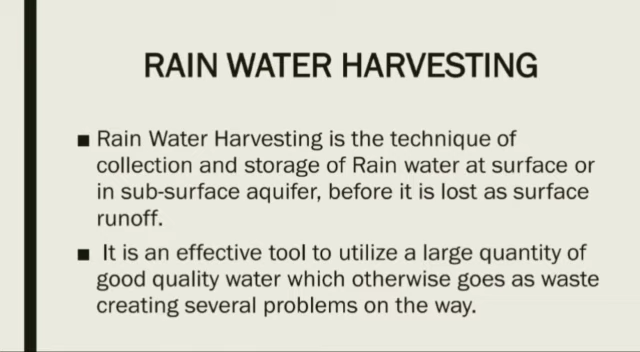 RAIN WATER HARVESTING
■ Rain Water Harvesting is the technique of
collection and storage of Rain water at surface or
in sub-surface aquifer, before it is lost as surface
runoff.
■ It is an effective tool to utilize a large quantity of
good quality water which otherwise goes as waste
creating several problems on the way.